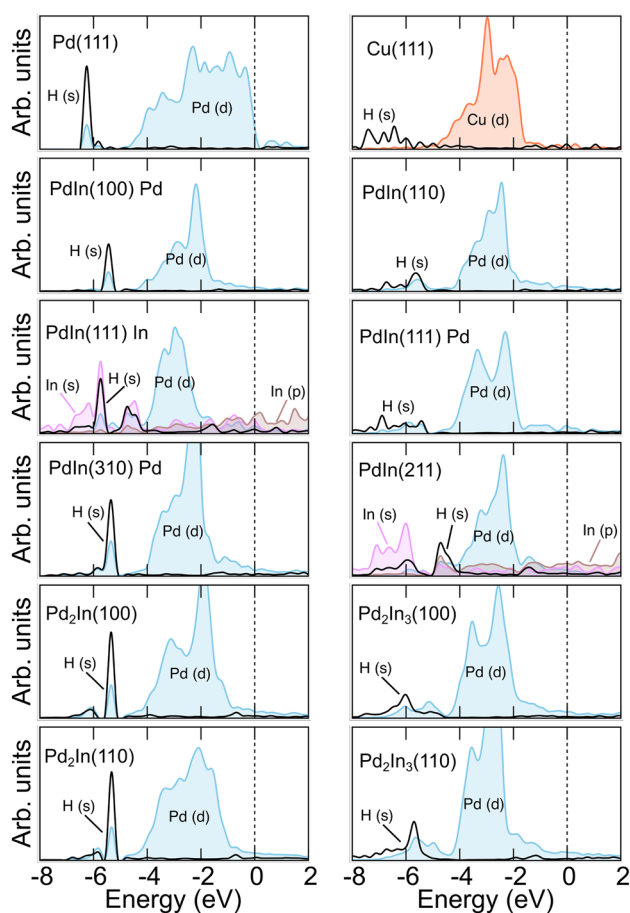 Arb. units
Pd(111)
H (s)
Pd (d)
Cu(111)
H (s)
Cu (d)
Arb. units
PdIn(100) Pd
H (s)
Pd (d)
PdIn(110)
H (s)
Pd (d)
Arb. units
PdIn(111) In
In (s)
H (s)
Pd (d)
In (p)
PdIn(111) Pd
H (s)
Pd (d)
Arb. units
PdIn(310) Pd
H (s)
Pd (d)
PdIn(211)
In (s)
H (s)
Pd (d)
In (p)
Arb. units
Pd₂In(100)
H (s)
Pd (d)
Pd₂In₃(100)
H (s)
Pd (d)
Arb. units
Pd₂In(110)
H (s)
Pd (d)
Pd₂In₃(110)
H (s)
Pd (d)
-8 -6 -4 -2 0 2
Energy (eV)
-8 -6 -4 -2 0 2
Energy (eV)